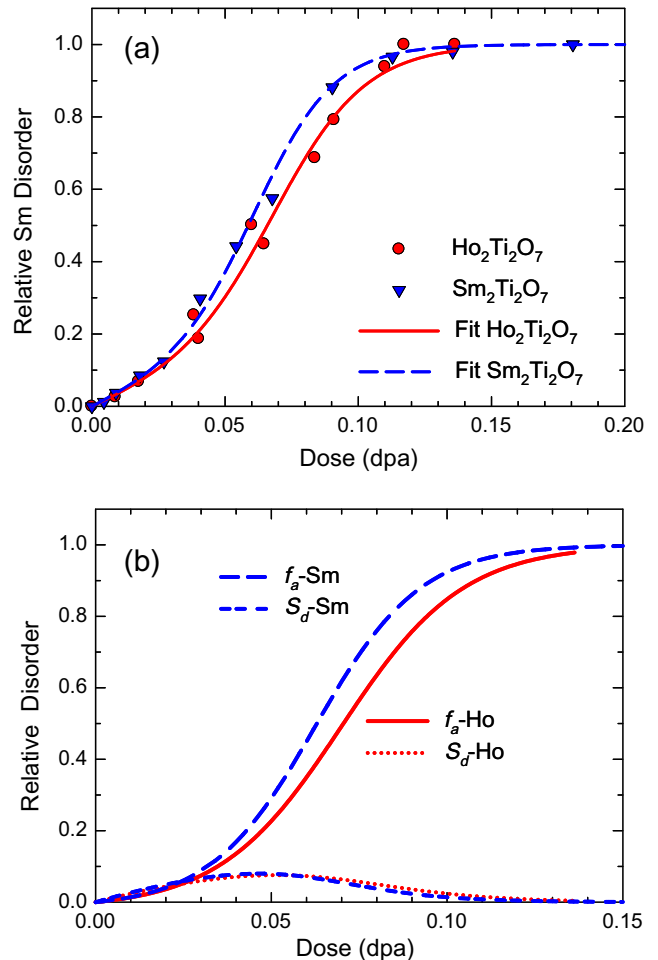 (a)
Relative Sm Disorder
1.0
0.8
0.6
0.4
0.2
0.0
Ho₂Ti₂O₇
Sm₂Ti₂O₇
Fit Ho₂Ti₂O₇
Fit Sm₂Ti₂O₇
0.00 0.05 0.10 0.15 0.20
Dose (dpa)
(b)
Relative Disorder
1.0
0.8
0.6
0.4
0.2
0.0
fₐ-Sm
S_d-Sm
fₐ-Ho
S_d-Ho
0.00 0.05 0.10 0.15
Dose (dpa)